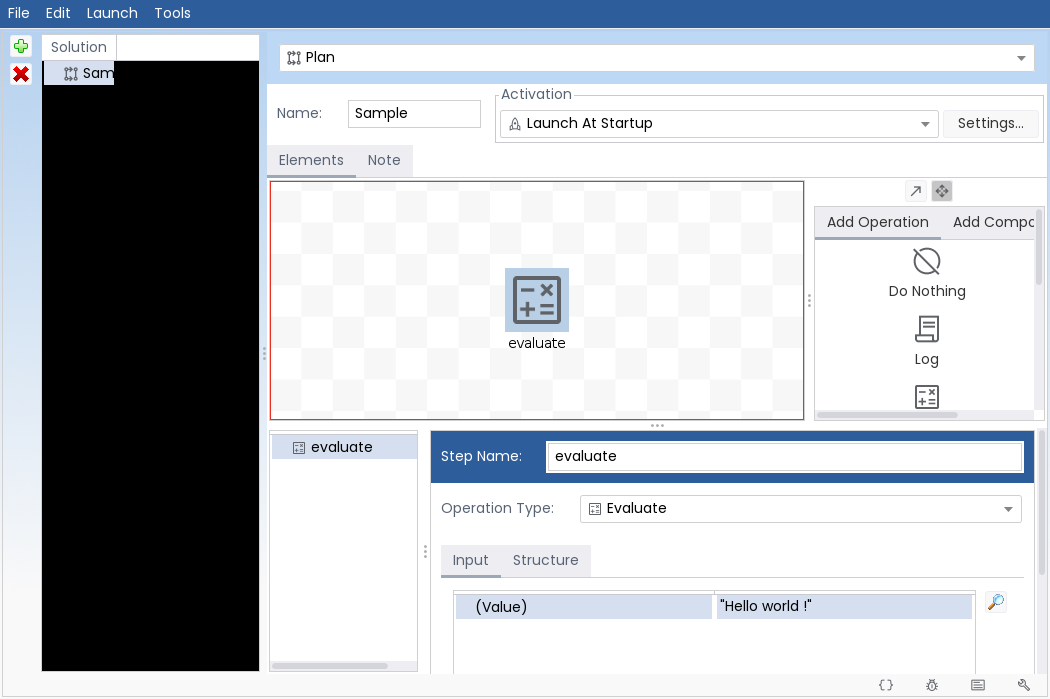 File Edit Launch Tools
Solution
Sam
Plan
Name: Sample
Activation
Launch At Startup
Settings...
Elements Note
evaluate
Add Operation Add Compo
Do Nothing
Log
evaluate
Step Name: evaluate
Operation Type: Evaluate
Input Structure
(Value) "Hello world !"